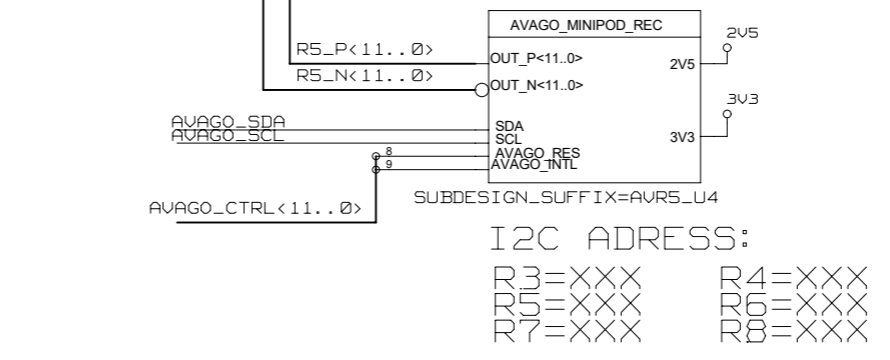 AVAGO_MINIPOD_REC
2V5
R5_P<11..0>
OUT_P<11..0>
2V5
R5_N<11..0>
OUT_N<11..0>
3V3
AVAGO_SDA
SDA
AVAGO_SCL
SCL
3V3
8
AVAGO_RES
9
AVAGO_INTL
AVAGO_CTRL<11..0>
SUBDESIGN_SUFFIX=AVR5_U4
I2C ADRESS:
R3=XXX R4=XXX
R5=XXX R6=XXX
R7=XXX R8=XXX